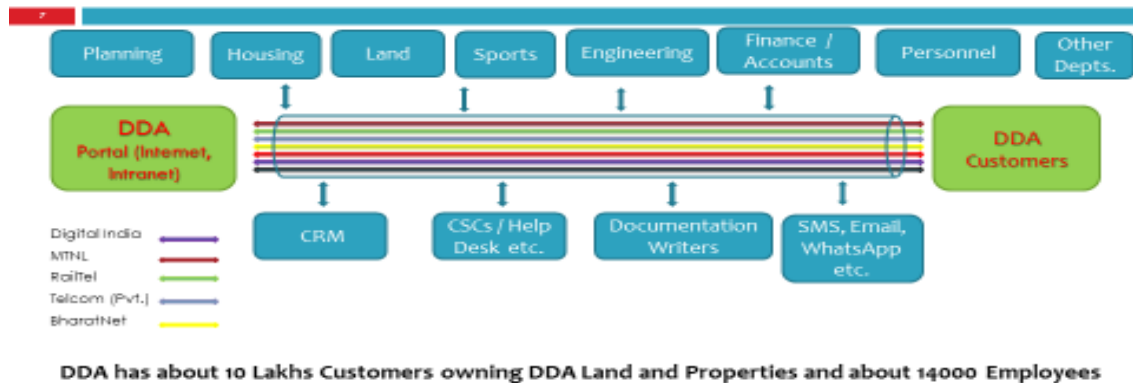 7
Planning
Housing
Land
Sports
Engineering
Finance /
Accounts
Personnel
Other
Depts.
DDA
Portal (Internet,
Intranet)
DDA
Customers
CRM
CSCs / Help
Desk etc.
Documentation
Writers
SMS, Email,
WhatsApp
etc.
Digital India
MTNL
RailTel
Telcom (Pvt.)
BharatNet
DDA has about 10 Lakhs Customers owning DDA Land and Properties and about 14000 Employees